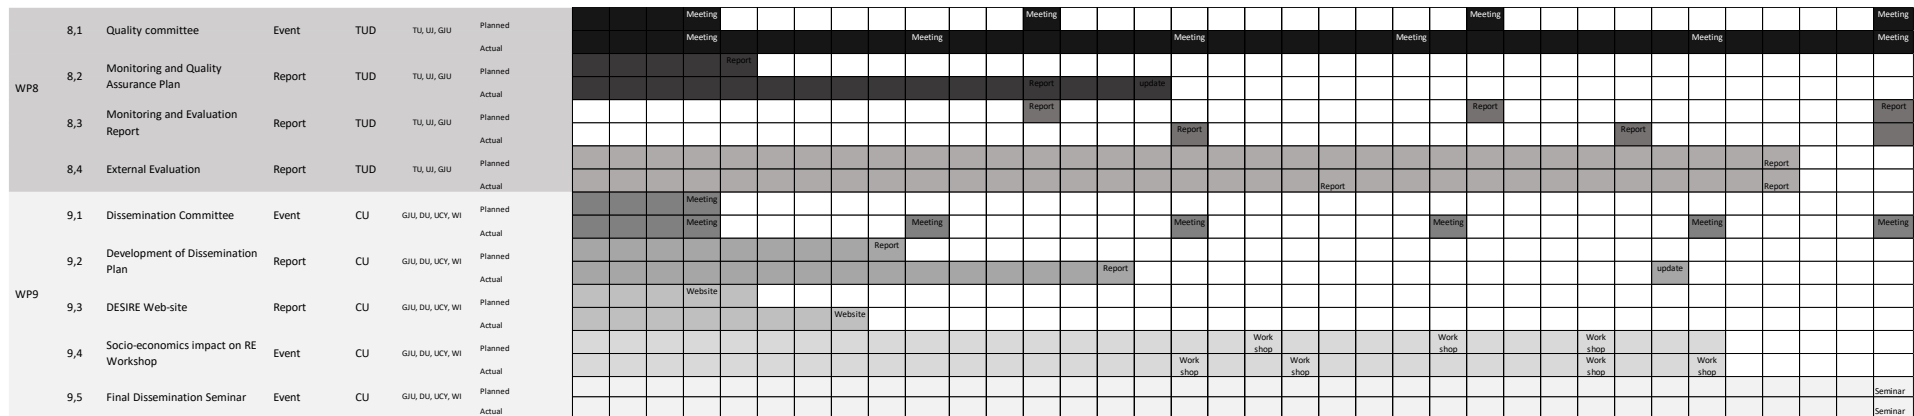 Meeting Meeting Meeting Meeting
8,1 Quality committee Event TUD TU, UJ, GJU Planned
Actual
Meeting Meeting Meeting Meeting Meeting Meeting
WP8
8,2 Monitoring and Quality Assurance Plan Report TUD TU, UJ, GJU Planned
Report
Actual
Report update
8,3 Monitoring and Evaluation Report Report TUD TU, UJ, GJU Planned
Report Report Report
Actual
Report Report
8,4 External Evaluation Report TUD TU, UJ, GJU Planned
Report
Actual
Report Report
WP9
9,1 Dissemination Committee Event CU GJU, DU, UCY, WI Planned
Meeting
Actual
Meeting Meeting Meeting Meeting Meeting Meeting
9,2 Development of Dissemination Plan Report CU GJU, DU, UCY, WI Planned
Report
Actual
Report update
9,3 DESIRE Web-site Report CU GJU, DU, UCY, WI Planned
Website
Actual
Website
9,4 Socio-economics impact on RE Workshop Event CU GJU, DU, UCY, WI Planned
Work shop Work shop Work shop
Actual
Work shop Work shop Work shop Work shop
9,5 Final Dissemination Seminar Event CU GJU, DU, UCY, WI Planned
Seminar
Actual
Seminar